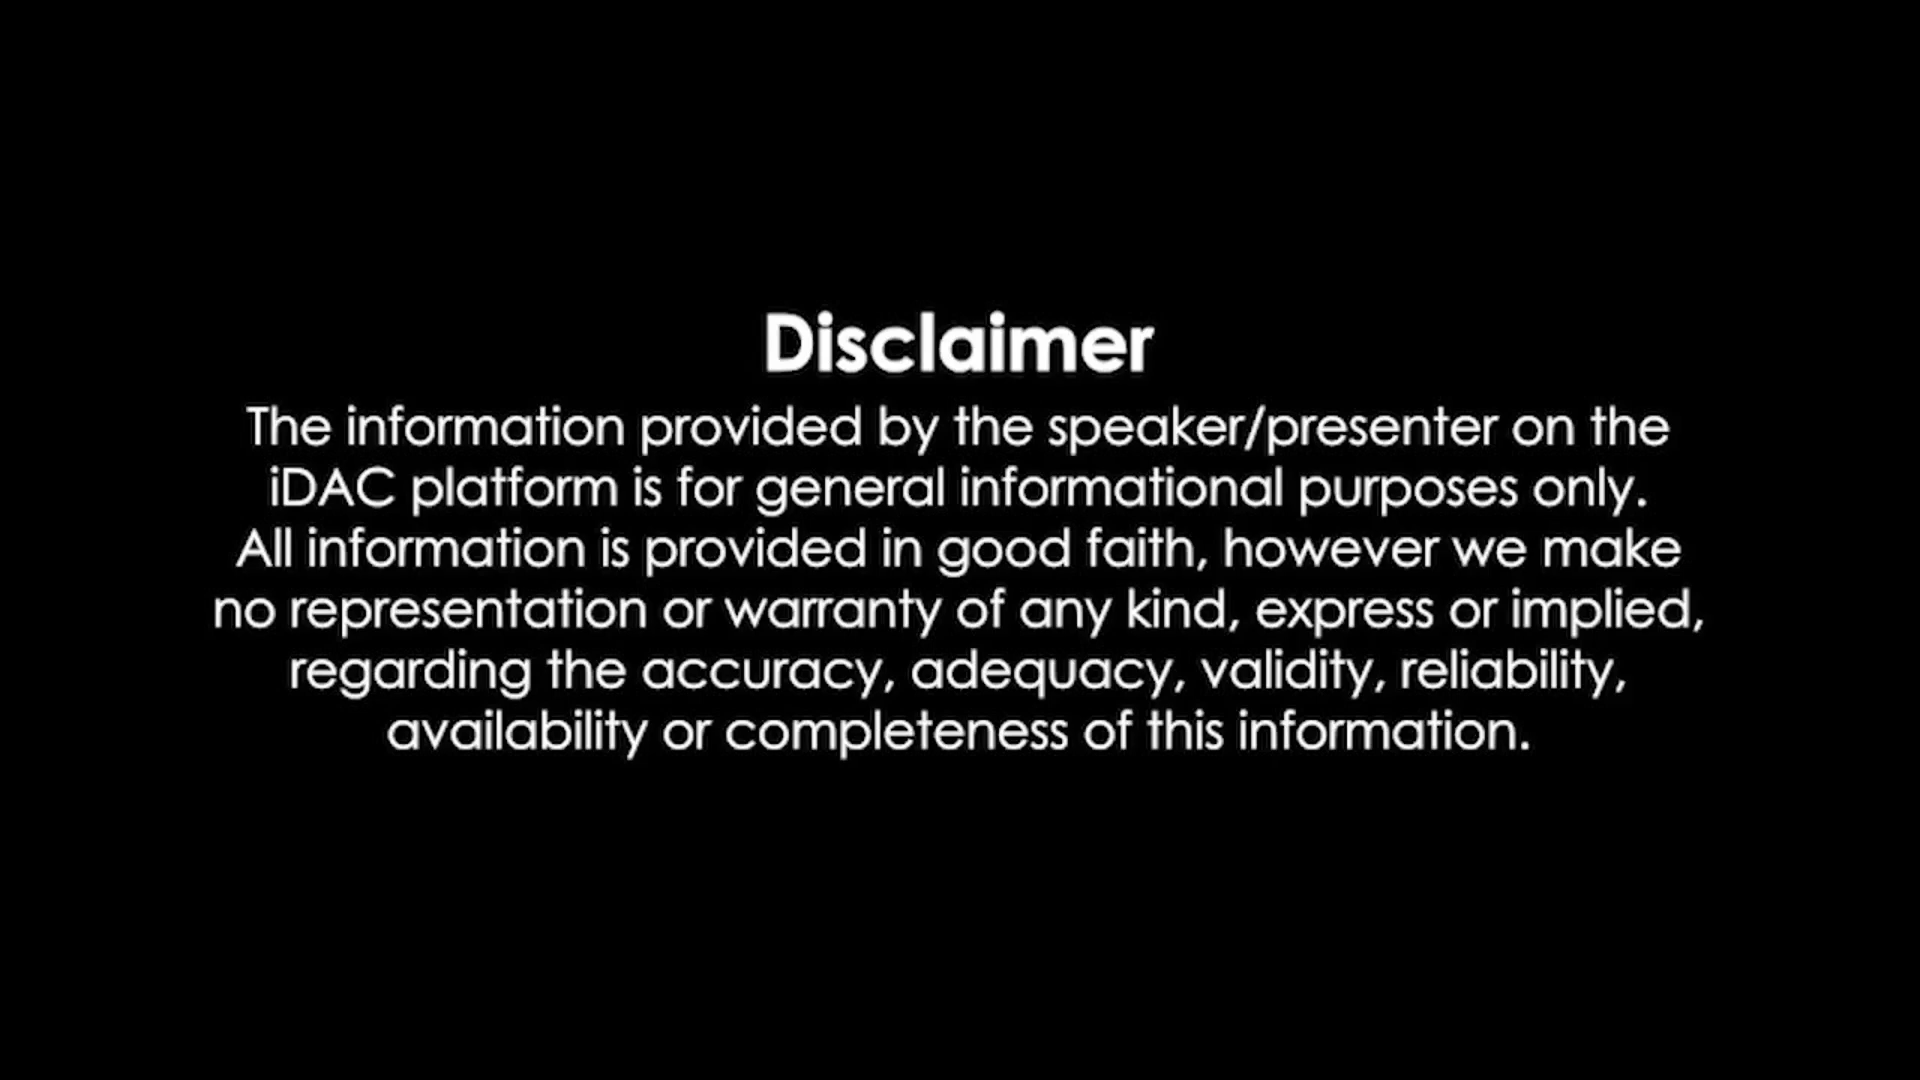 Disclaimer
The information provided by the speaker/presenter on the
iDAC platform is for general informational purposes only.
All information is provided in good faith, however we make
no representation or warranty of any kind, express or implied,
regarding the accuracy, adequacy, validity, reliability,
availability or completeness of this information.